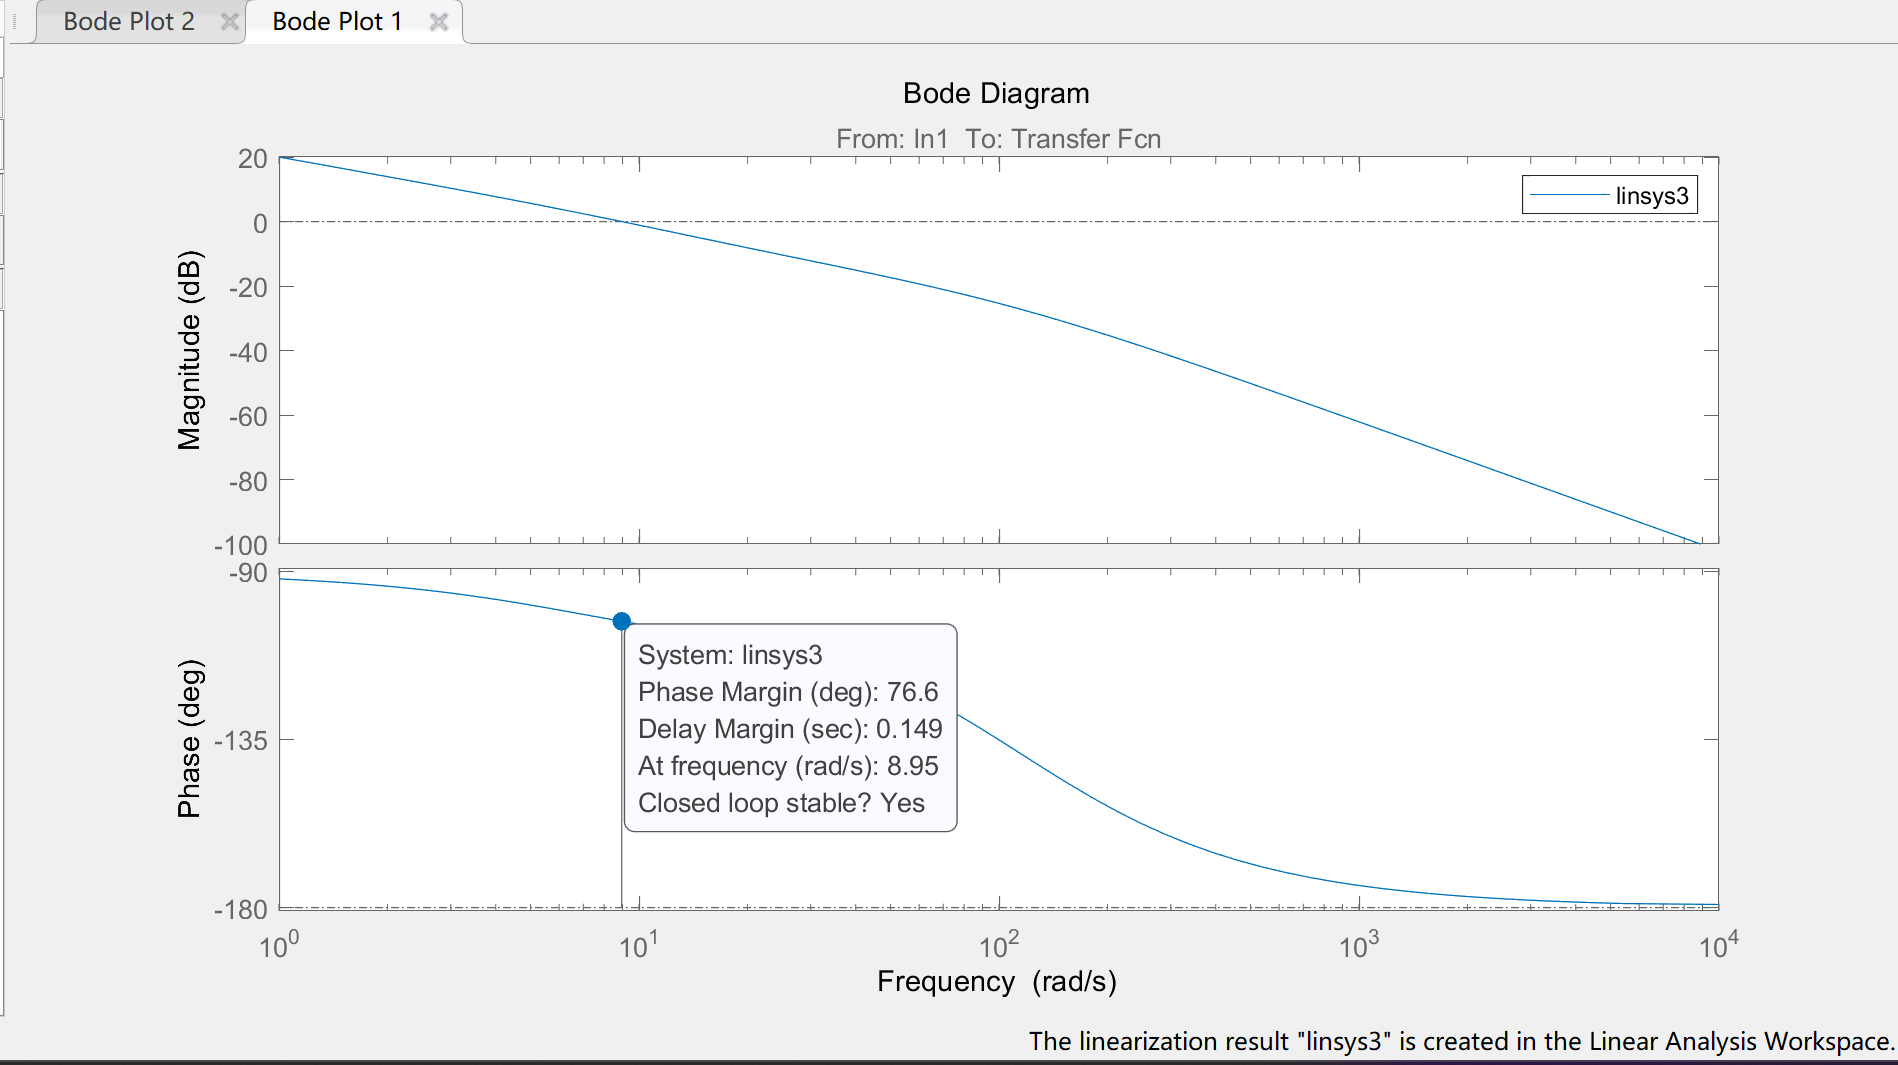 Bode Plot 2
Bode Plot 1
Bode Diagram
From: In1  To: Transfer Fcn
Magnitude (dB)
20
0
-20
-40
-60
-80
-100
linsys3
Phase (deg)
-90
-135
-180
System: linsys3
Phase Margin (deg): 76.6
Delay Margin (sec): 0.149
At frequency (rad/s): 8.95
Closed loop stable? Yes
10^0 10^1 10^2 10^3 10^4
Frequency  (rad/s)
The linearization result "linsys3" is created in the Linear Analysis Workspace.